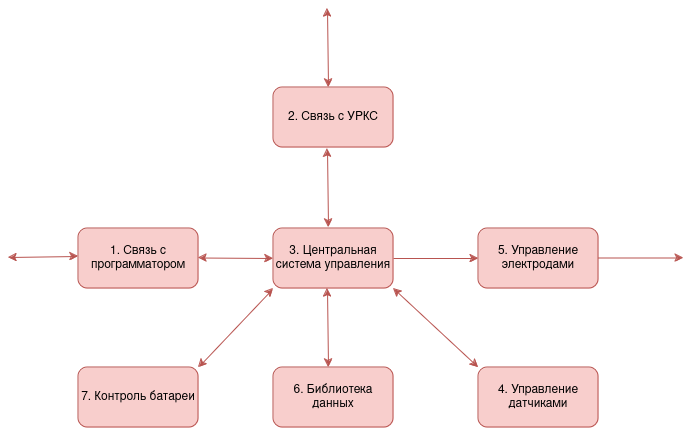 2. Связь с УРКС
1. Связь с
программатором
3. Центральная
система управления
5. Управление
электродами
7. Контроль батареи
6. Библиотека
данных
4. Управление
датчиками